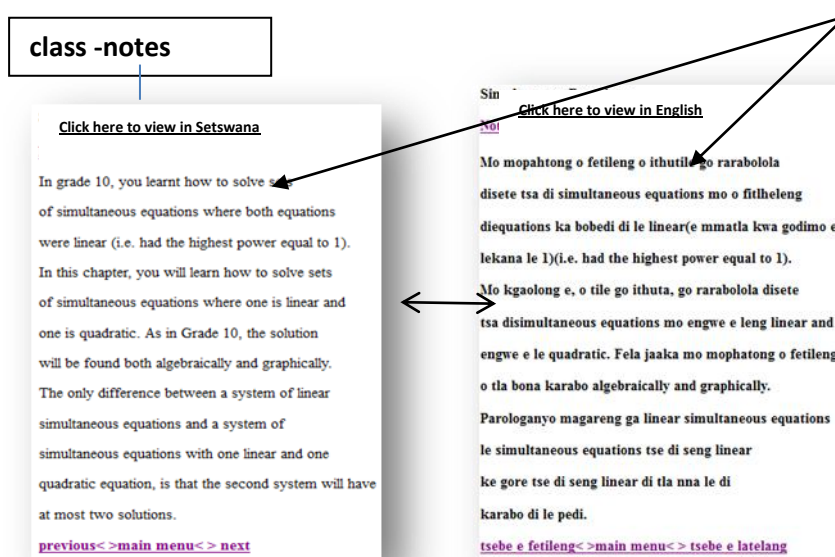 class -notes
Click here to view in Setswana
In grade 10, you learnt how to solve sets
of simultaneous equations where both equations
were linear (i.e. had the highest power equal to 1).
In this chapter, you will learn how to solve sets
of simultaneous equations where one is linear and
one is quadratic. As in Grade 10, the solution
will be found both algebraically and graphically.
The only difference between a system of linear
simultaneous equations and a system of
simultaneous equations with one linear and one
quadratic equation, is that the second system will have
at most two solutions.
previous< >main menu< > next
Click here to view in English
Mo mopahtong o fetileng o ithutile go rarabolola
disete tsa di simultaneous equations mo o fitlheleng
diequations ka bobedi di le linear(e mmatla kwa godimo e
lekana le 1)(i.e. had the highest power equal to 1).
Mo kgaolong e, o tile go ithuta, go rarabolola disete
tsa disimultaneous equations mo engwe e leng linear and
engwe e le quadratic. Fela jaaka mo mophatong o fetileng
o tla bona karabo algebraically and graphically.
Parologanyo magareng ga linear simultaneous equations
le simultaneous equations tse di seng linear
ke gore tse di seng linear di tla nna le di
karabo di le pedi.
tsebe e fetileng< >main menu< > tsebe e latelang